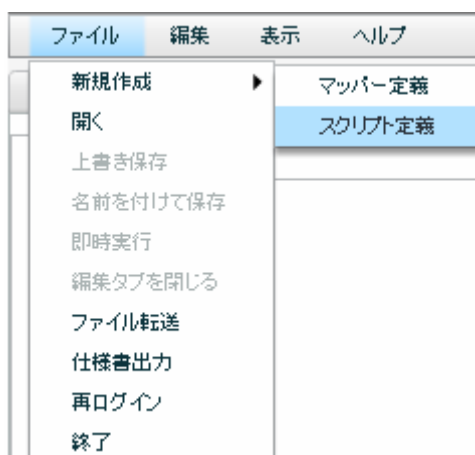 ファイル 編集 表示 ヘルプ
新規作成 マッパー定義
開く スクリプト定義
上書き保存
名前を付けて保存
即時実行
編集タブを閉じる
ファイル転送
仕様書出力
再ログイン
終了